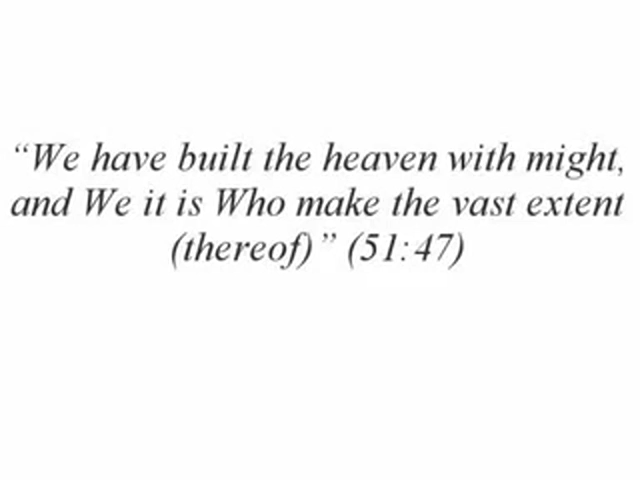 “We have built the heaven with might,
and We it is Who make the vast extent
(thereof) ” (51:47)